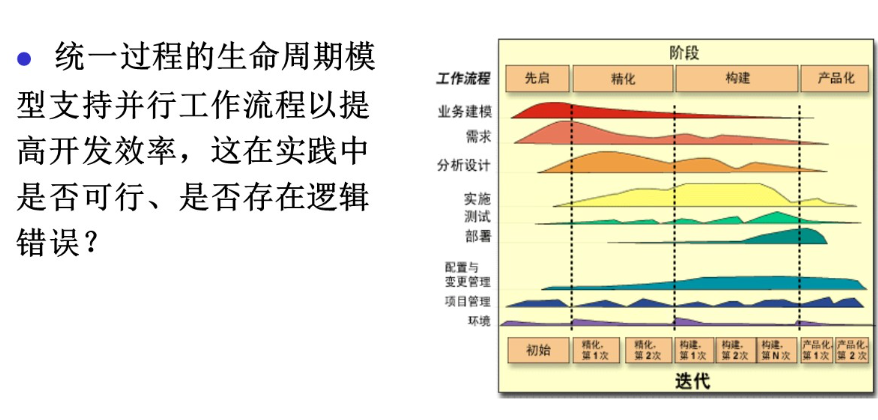 ● 统一过程的生命周期模
型支持并行工作流程以提
高开发效率，这在实践中
是否可行、是否存在逻辑
错误？
阶段
工作流程 先启 精化 构建 产品化
业务建模
需求
分析设计
实施
测试
部署
配置与
变更管理
项目管理
环境
初始 精化, 第1次 精化, 第2次 构建, 第1次 构建, 第2次 构建, 第N次 产品化, 第1次 产品化, 第2次
迭代